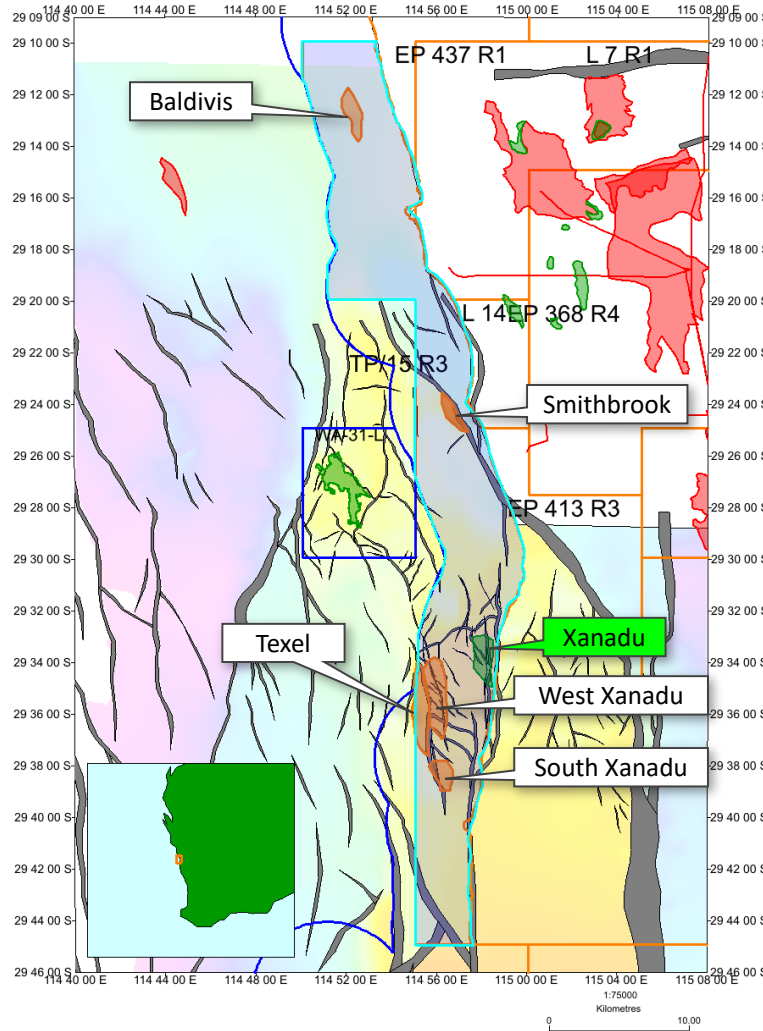 114 40 00 E 114 44 00 E 114 48 00 E 114 52 00 E 114 56 00 E 115 00 00 E 115 04 00 E 115 08 00 E
29 09 00 S 29 09 00 S
29 10 00 S 29 10 00 S
EP 437 R1 L 7 R1
Baldivis
29 12 00 S 29 12 00 S
29 14 00 S 29 14 00 S
29 16 00 S 29 16 00 S
29 18 00 S 29 18 00 S
29 20 00 S 29 20 00 S
L 14 EP 368 R4
29 22 00 S 29 22 00 S
TP/15 R3
29 24 00 S 29 24 00 S
Smithbrook
WA-31-L
29 26 00 S 29 26 00 S
29 28 00 S 29 28 00 S
EP 413 R3
29 30 00 S 29 30 00 S
29 32 00 S 29 32 00 S
Texel Xanadu
29 34 00 S 29 34 00 S
West Xanadu
29 36 00 S 29 36 00 S
South Xanadu
29 38 00 S 29 38 00 S
29 40 00 S 29 40 00 S
29 42 00 S 29 42 00 S
29 44 00 S 29 44 00 S
29 46 00 S 29 46 00 S
114 40 00 E 114 44 00 E 114 48 00 E 114 52 00 E 114 56 00 E 115 00 00 E 115 04 00 E 115 08 00 E
1:75000
Kilometres
0 10.00